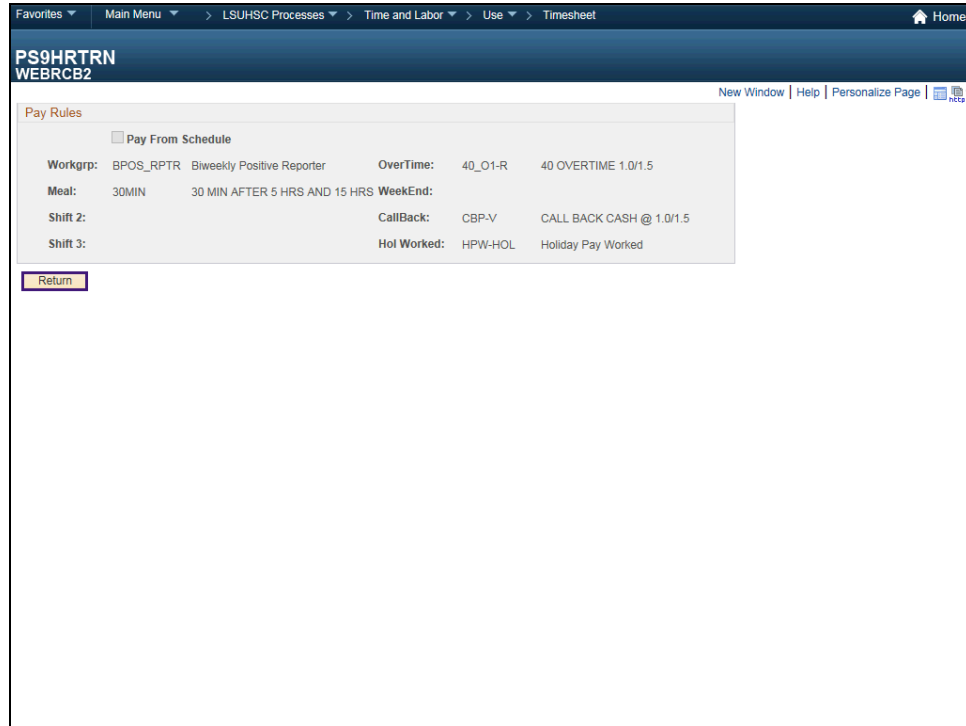 Favorites Main Menu > LSUHSC Processes > Time and Labor > Use > Timesheet Home
PS9HRTRN
WEBRCB2
New Window | Help | Personalize Page | http
Pay Rules
Pay From Schedule
Workgrp: BPOS_RPTR Biweekly Positive Reporter OverTime: 40_O1-R 40 OVERTIME 1.0/1.5
Meal: 30MIN 30 MIN AFTER 5 HRS AND 15 HRS WeekEnd:
Shift 2: CallBack: CBP-V CALL BACK CASH @ 1.0/1.5
Shift 3: Hol Worked: HPW-HOL Holiday Pay Worked
Return